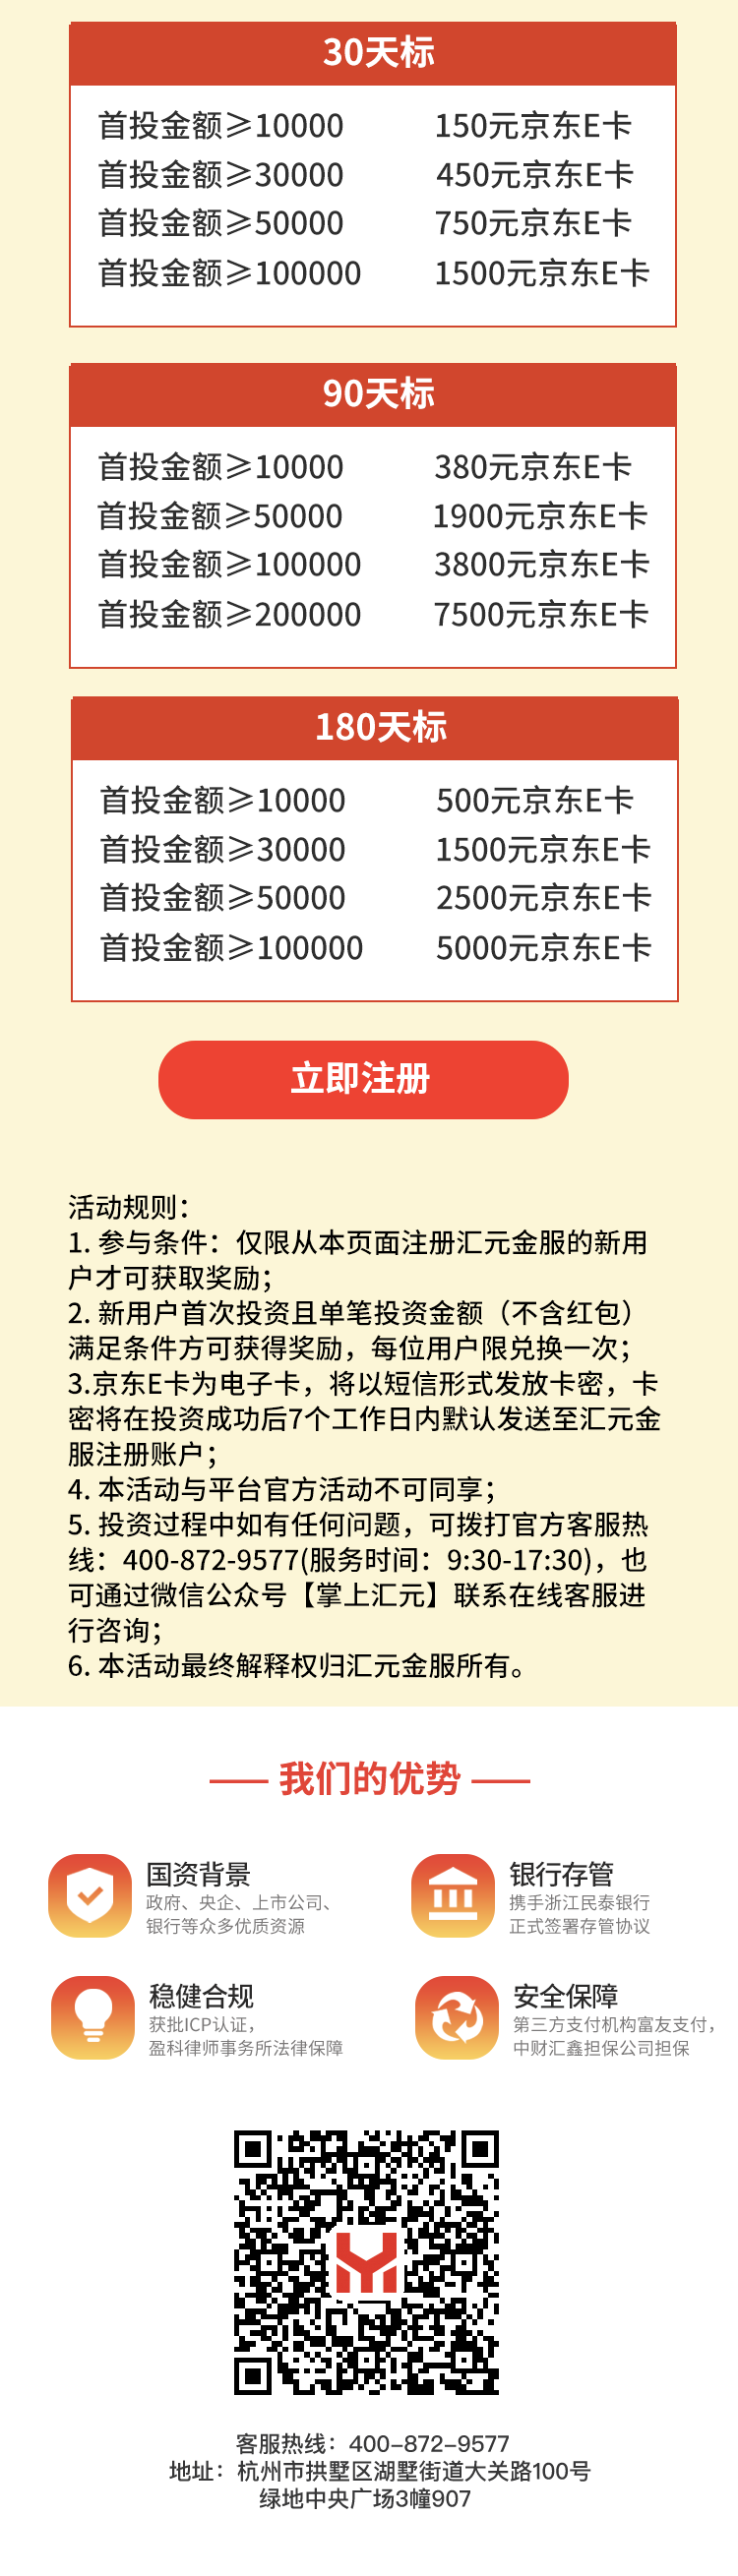 30天标
首投金额≥10000 150元京东E卡
首投金额≥30000 450元京东E卡
首投金额≥50000 750元京东E卡
首投金额≥100000 1500元京东E卡
90天标
首投金额≥10000 380元京东E卡
首投金额≥50000 1900元京东E卡
首投金额≥100000 3800元京东E卡
首投金额≥200000 7500元京东E卡
180天标
首投金额≥10000 500元京东E卡
首投金额≥30000 1500元京东E卡
首投金额≥50000 2500元京东E卡
首投金额≥100000 5000元京东E卡
立即注册
活动规则：
1. 参与条件：仅限从本页面注册汇元金服的新用
户才可获取奖励；
2. 新用户首次投资且单笔投资金额（不含红包）
满足条件方可获得奖励，每位用户限兑换一次；
3.京东E卡为电子卡，将以短信形式发放卡密，卡
密将在投资成功后7个工作日内默认发送至汇元金
服注册账户；
4. 本活动与平台官方活动不可同享；
5. 投资过程中如有任何问题，可拨打官方客服热
线：400-872-9577(服务时间：9:30-17:30)，也
可通过微信公众号【掌上汇元】联系在线客服进
行咨询；
6. 本活动最终解释权归汇元金服所有。
我们的优势
国资背景
政府、央企、上市公司、
银行等众多优质资源
银行存管
携手浙江民泰银行
正式签署存管协议
稳健合规
获批ICP认证，
盈科律师事务所法律保障
安全保障
第三方支付机构富友支付，
中财汇鑫担保公司担保
客服热线：400-872-9577
地址：杭州市拱墅区湖墅街道大关路100号
绿地中央广场3幢907